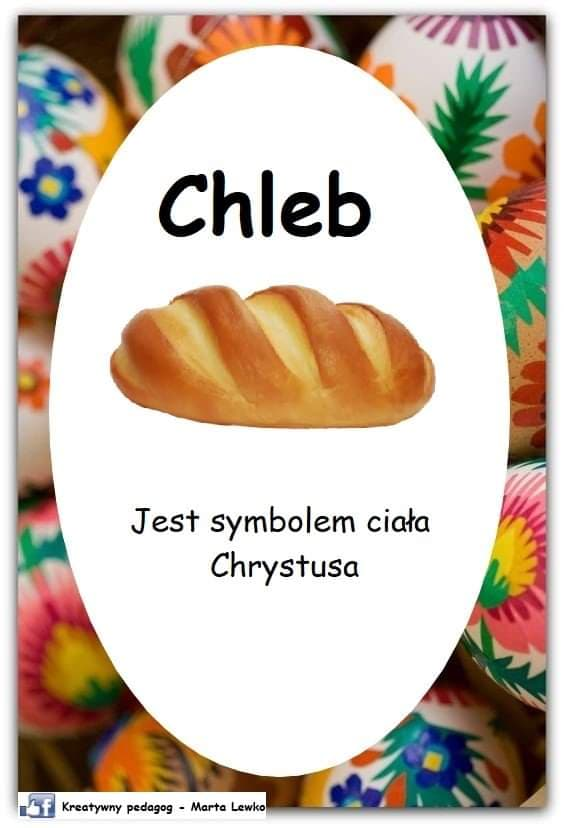 Chleb
Jest symbolem ciała
Chrystusa
Kreatywny pedagog - Marta Lewko